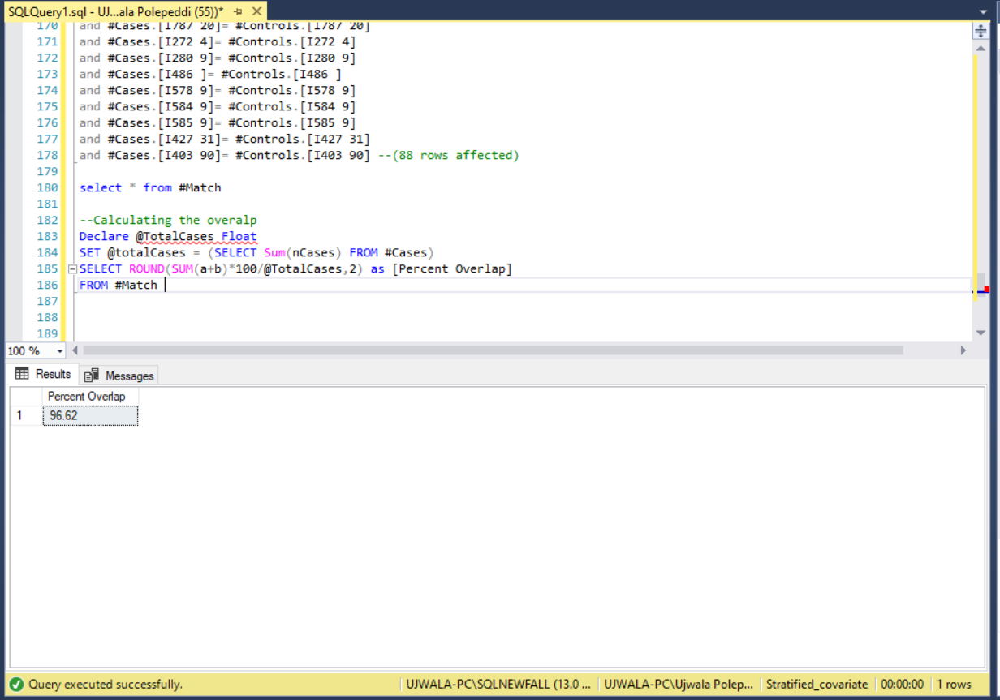 SQLQuery1.sql - UJ...ala Polepeddi (55))*
170 and #Cases.[I787 20]= #Controls.[I787 20]
171 and #Cases.[I272 4]= #Controls.[I272 4]
172 and #Cases.[I280 9]= #Controls.[I280 9]
173 and #Cases.[I486 ]= #Controls.[I486 ]
174 and #Cases.[I578 9]= #Controls.[I578 9]
175 and #Cases.[I584 9]= #Controls.[I584 9]
176 and #Cases.[I585 9]= #Controls.[I585 9]
177 and #Cases.[I427 31]= #Controls.[I427 31]
178 and #Cases.[I403 90]= #Controls.[I403 90] --(88 rows affected)
179
180 select * from #Match
181
182 --Calculating the overalp
183 Declare @TotalCases Float
184 SET @totalCases = (SELECT Sum(nCases) FROM #Cases)
185 SELECT ROUND(SUM(a+b)*100/@TotalCases,2) as [Percent Overlap]
186 FROM #Match
187
188
189
100 %
Results Messages
Percent Overlap
1 96.62
Query executed successfully. UJWALA-PC\SQLNEWFALL (13.0 ... UJWALA-PC\Ujwala Polep... Stratified_covariate 00:00:00 1 rows